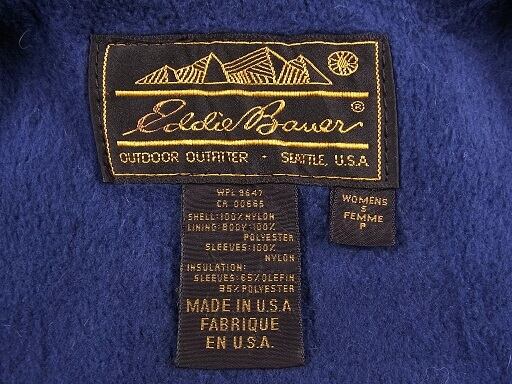 Eddie Bauer®
OUTDOOR OUTFITTER · SEATTLE, U.S.A
WPL 9647
CA 00665
SHELL:100% NYLON
LINING:BODY:100%
POLYESTER
SLEEVES:100%
NYLON
INSULATION:
SLEEVES:65%OLEFIN
35%POLYESTER
MADE IN U.S.A
FABRIQUE
EN U.S.A.
WOMENS
S
FEMME
P